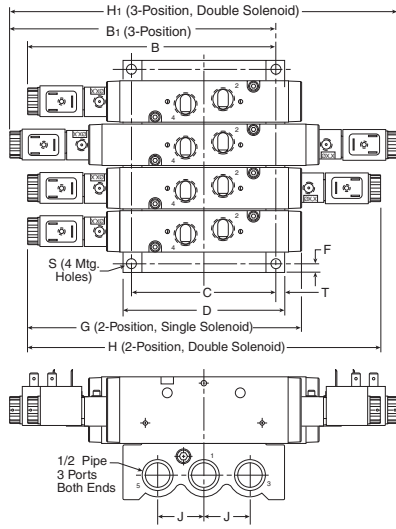 H1 (3-Position, Double Solenoid)
B1 (3-Position)
B
2
4
2
4
2
4
2
4
S (4 Mtg.
Holes)
F
C
T
D
G (2-Position, Single Solenoid)
H (2-Position, Double Solenoid)
1/2 Pipe
3 Ports
Both Ends
1
5
3
J
J